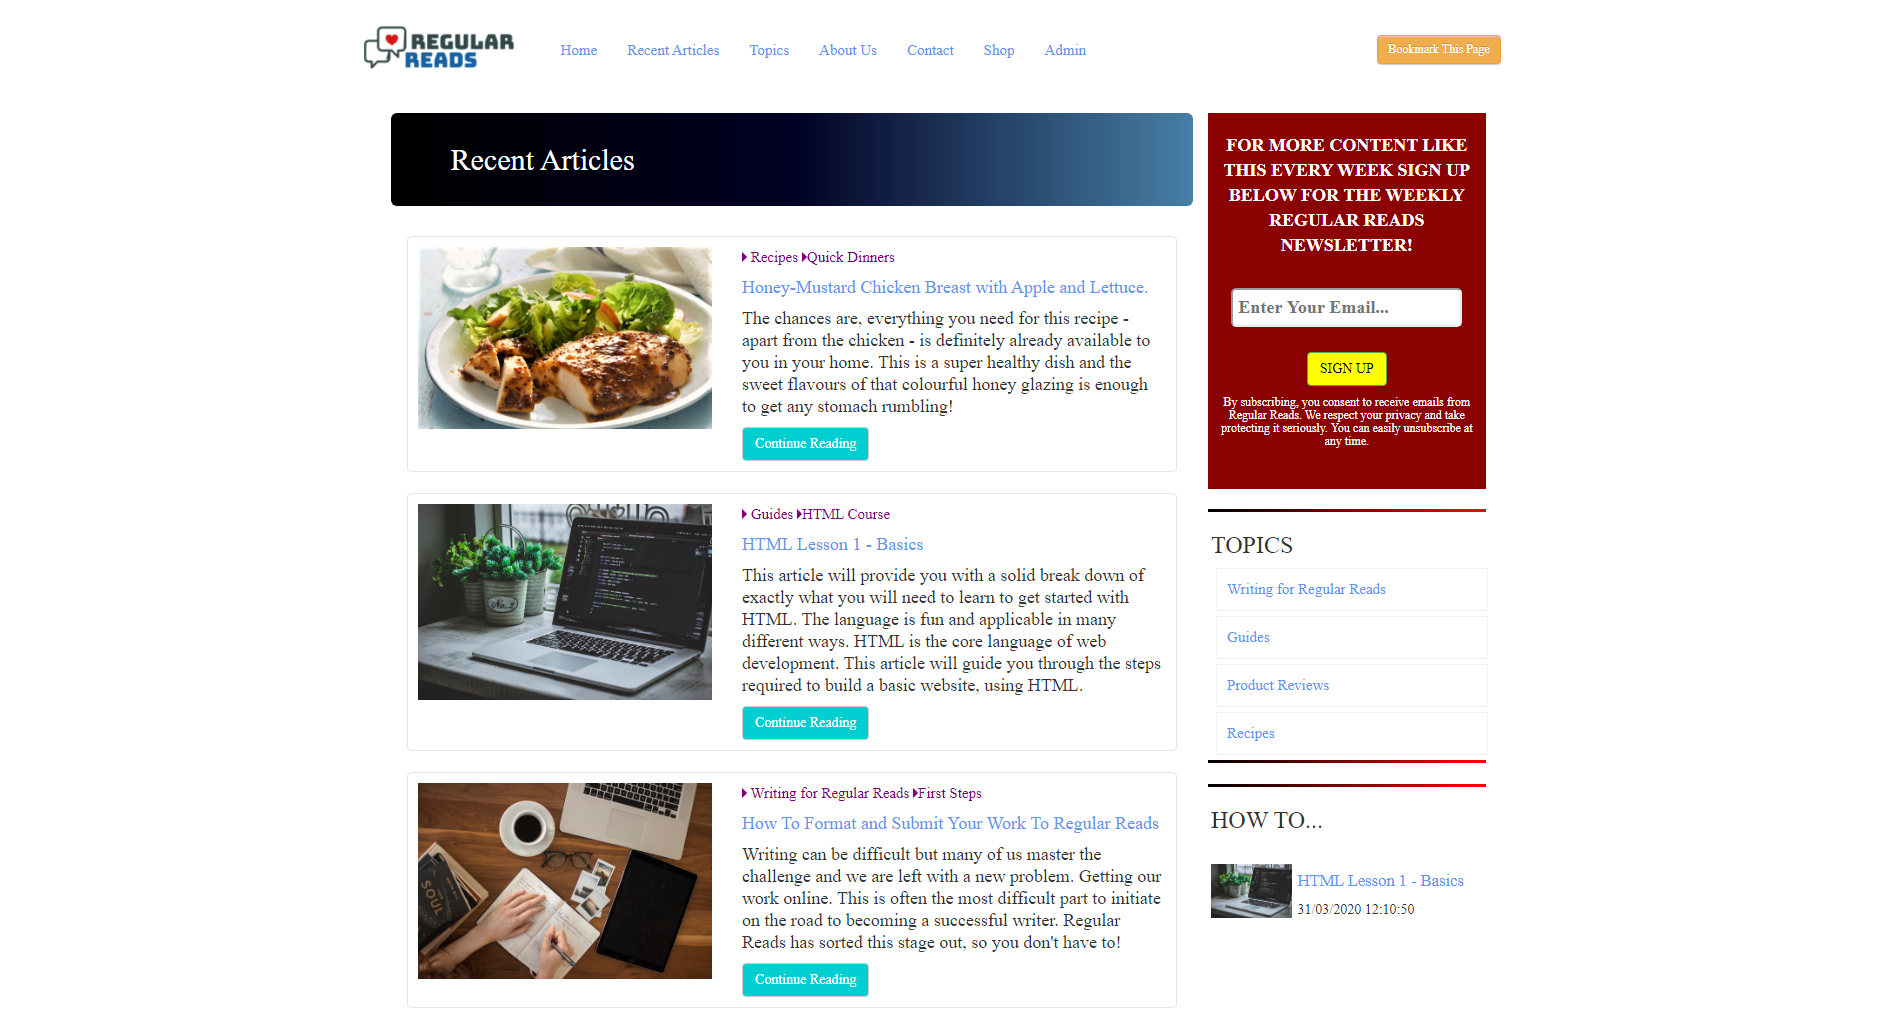 REGULAR
READS
Home
Recent Articles
Topics
About Us
Contact
Shop
Admin
Bookmark This Page
Recent Articles
Recipes Quick Dinners
Honey-Mustard Chicken Breast with Apple and Lettuce.
The chances are, everything you need for this recipe -
apart from the chicken - is definitely already available to
you in your home. This is a super healthy dish and the
sweet flavours of that colourful honey glazing is enough
to get any stomach rumbling!
Continue Reading
Guides HTML Course
HTML Lesson 1 - Basics
This article will provide you with a solid break down of
exactly what you will need to learn to get started with
HTML. The language is fun and applicable in many
different ways. HTML is the core language of web
development. This article will guide you through the steps
required to build a basic website, using HTML.
Continue Reading
No. 2
Writing for Regular Reads First Steps
How To Format and Submit Your Work To Regular Reads
Writing can be difficult but many of us master the
challenge and we are left with a new problem. Getting our
work online. This is often the most difficult part to initiate
on the road to becoming a successful writer. Regular
Reads has sorted this stage out, so you don't have to!
Continue Reading
SOUL
FOR MORE CONTENT LIKE
THIS EVERY WEEK SIGN UP
BELOW FOR THE WEEKLY
REGULAR READS
NEWSLETTER!
Enter Your Email...
SIGN UP
By subscribing, you consent to receive emails from
Regular Reads. We respect your privacy and take
protecting it seriously. You can easily unsubscribe at
any time.
TOPICS
Writing for Regular Reads
Guides
Product Reviews
Recipes
HOW TO...
HTML Lesson 1 - Basics
31/03/2020 12:10:50